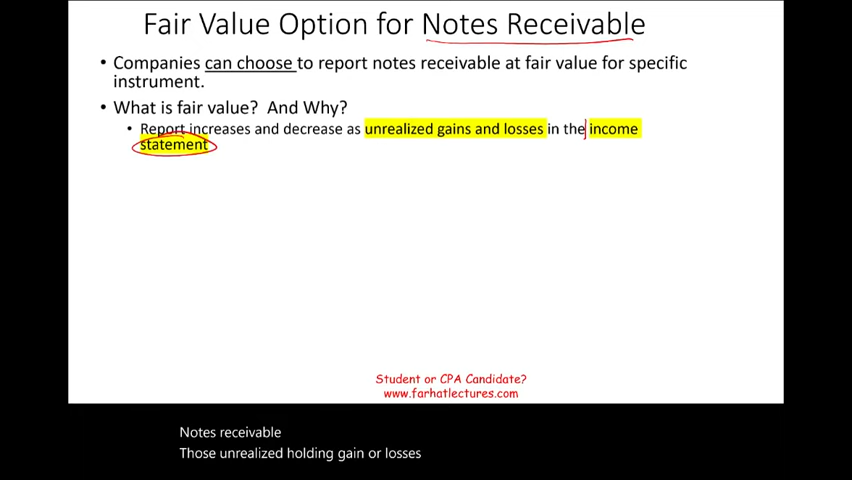 Fair Value Option for Notes Receivable
• Companies can choose to report notes receivable at fair value for specific
instrument.
• What is fair value? And Why?
• Report increases and decrease as unrealized gains and losses in the income
statement
Student or CPA Candidate?
www.farhatlectures.com
Notes receivable
Those unrealized holding gain or losses